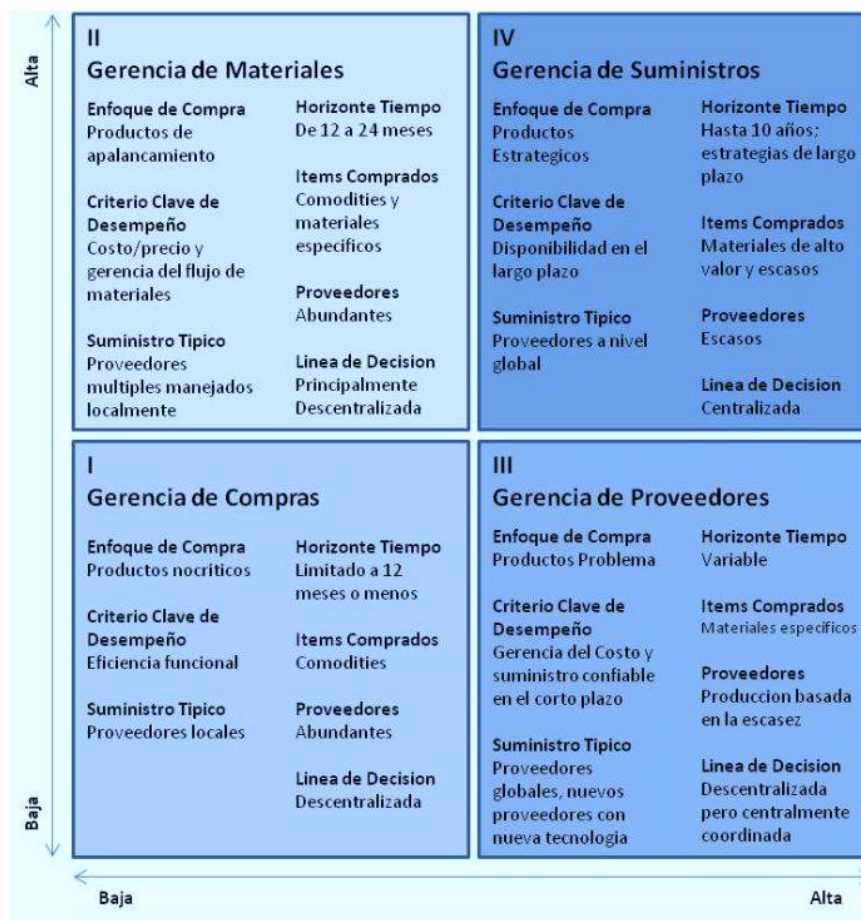 Alta
II
Gerencia de Materiales
Enfoque de Compra
Productos de
apalancamiento
Criterio Clave de
Desempeño
Costo/precio y
gerencia del flujo de
materiales
Suministro Tipico
Proveedores
multiples manejados
localmente
Horizonte Tiempo
De 12 a 24 meses
Items Comprados
Comodities y
materiales
especificos
Proveedores
Abundantes
Linea de Decision
Principalmente
Descentralizada
IV
Gerencia de Suministros
Enfoque de Compra
Productos
Estrategicos
Criterio Clave de
Desempeño
Disponibilidad en el
largo plazo
Suministro Tipico
Proveedores a nivel
global
Horizonte Tiempo
Hasta 10 años;
estrategias de largo
plazo
Items Comprados
Materiales de alto
valor y escasos
Proveedores
Escasos
Linea de Decision
Centralizada
I
Gerencia de Compras
Enfoque de Compra
Productos nocriticos
Criterio Clave de
Desempeño
Eficiencia funcional
Suministro Tipico
Proveedores locales
Horizonte Tiempo
Limitado a 12
meses o menos
Items Comprados
Comodities
Proveedores
Abundantes
Linea de Decision
Descentralizada
III
Gerencia de Proveedores
Enfoque de Compra
Productos Problema
Criterio Clave de
Desempeño
Gerencia del Costo y
suministro confiable
en el corto plazo
Suministro Tipico
Proveedores
globales, nuevos
proveedores con
nueva tecnologia
Horizonte Tiempo
Variable
Items Comprados
Materiales específicos
Proveedores
Produccion basada
en la escasez
Linea de Decision
Descentralizada
pero centralmente
coordinada
Baja
Baja
Alta